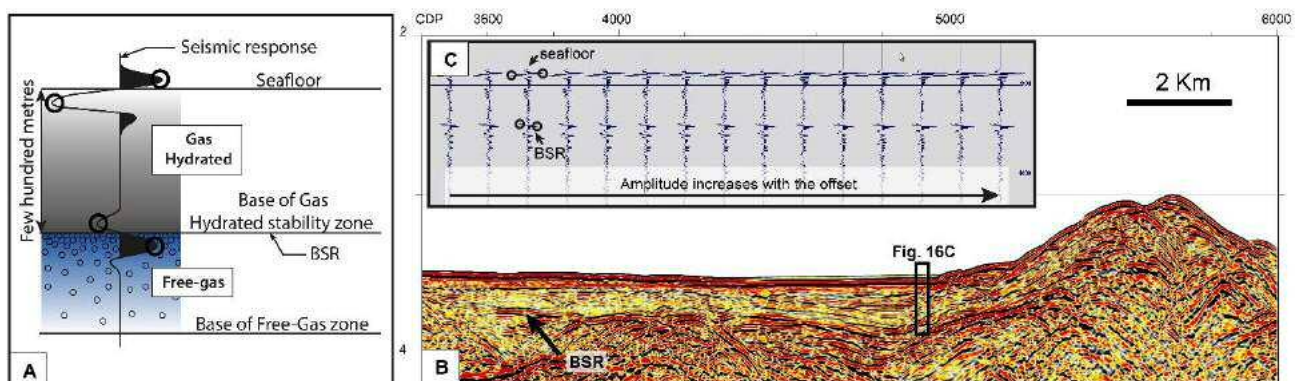 Seismic response
Seafloor
Few hundred metres
Gas
Hydrated
Base of Gas
Hydrated stability zone
BSR
Free-gas
Base of Free-Gas zone
A
CDP 3600 4000 5000 6000
2
C
seafloor
BSR
Amplitude increases with the offset
2 Km
Fig. 16C
BSR
4
B